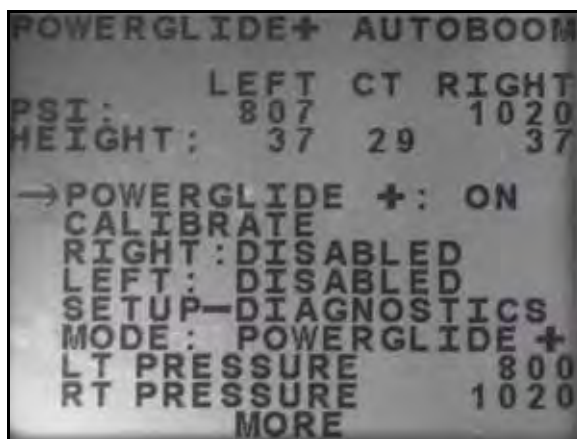 POWERGLIDE+ AUTOBOOM
LEFT CT RIGHT
PSI: 807 1020
HEIGHT: 37 29 37
→POWERGLIDE +: ON
CALIBRATE
RIGHT:DISABLED
LEFT: DISABLED
SETUP-DIAGNOSTICS
MODE: POWERGLIDE +
LT PRESSURE 800
RT PRESSURE 1020
MORE